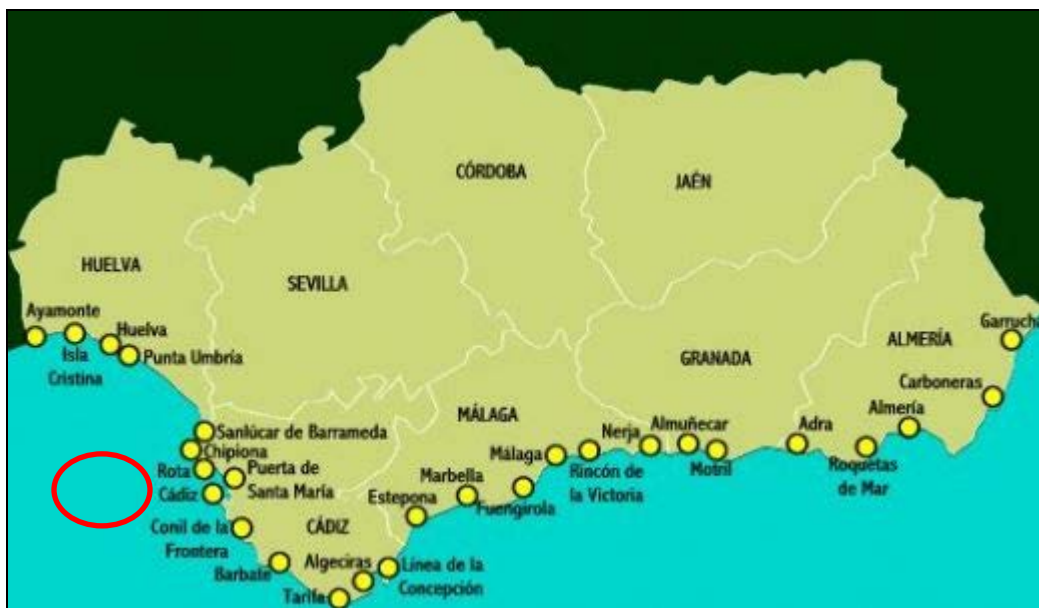 CÓRDOBA
JAÉN
HUELVA
SEVILLA
Ayamonte
Huelva
Isla
Cristina
Punta Umbría
Garrucha
ALMERÍA
GRANADA
Carboneras
MÁLAGA
Almería
Sanlúcar de Barrameda
Chipiona
Nerja
Almuñecar
Adra
Rota
Puerta de
Santa María
Málaga
Rincón de
la Victoria
Motril
Roquetas
de Mar
Cádiz
Marbella
Estepona
Fuengirola
Conil de la
Frontera
CÁDIZ
Barbate
Algeciras
Línea de la
Concepción
Tarifa